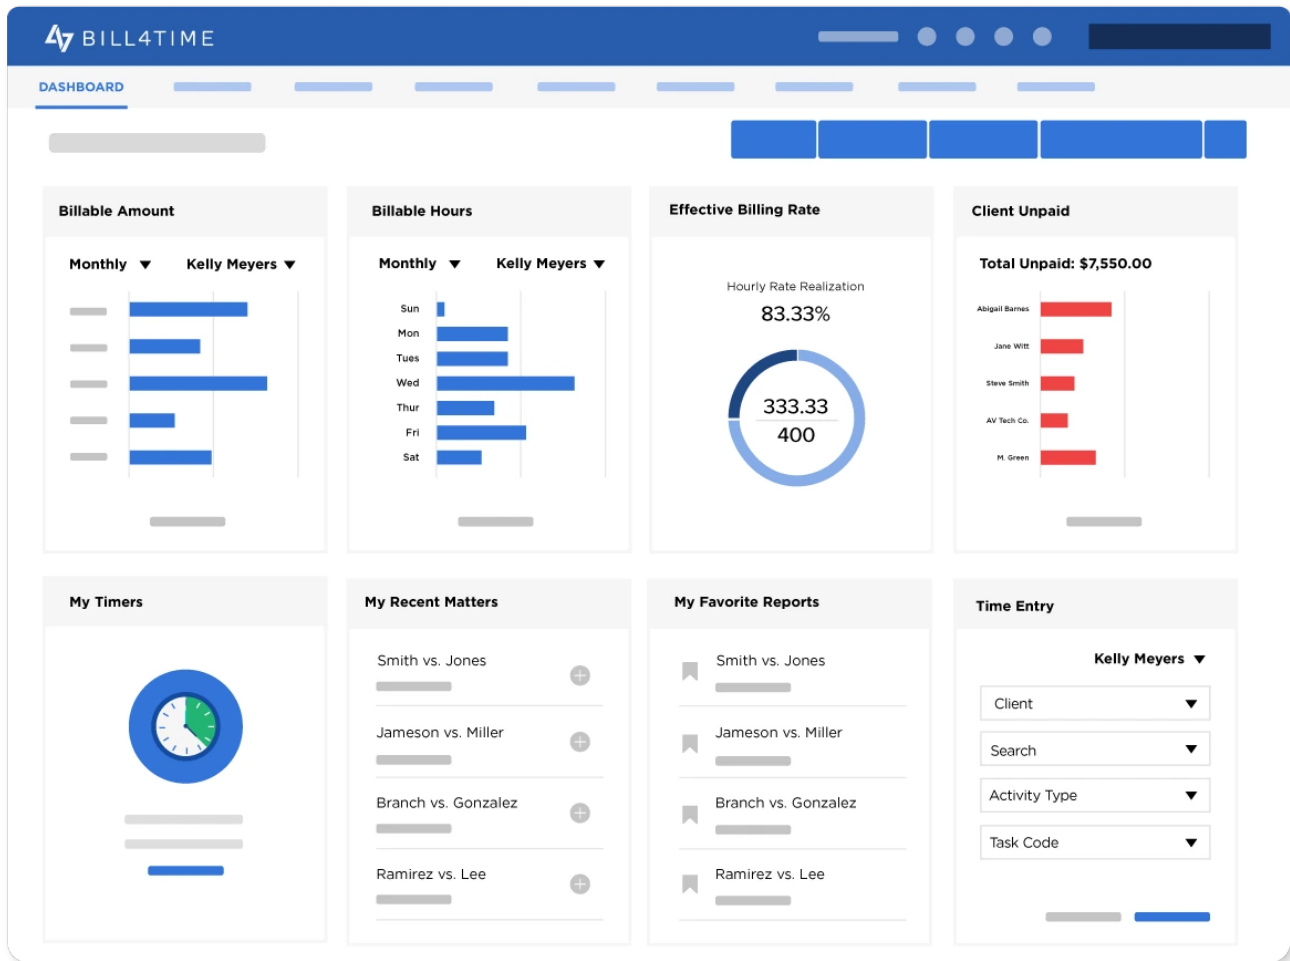 BILL4TIME
DASHBOARD
Billable Amount
Monthly
Kelly Meyers
Billable Hours
Monthly
Kelly Meyers
Sun
Mon
Tues
Wed
Thur
Fri
Sat
Effective Billing Rate
Hourly Rate Realization
83.33%
333.33
400
Client Unpaid
Total Unpaid: $7,550.00
Abigail Barnes
Jane Witt
Steve Smith
AV Tech Co.
M. Green
My Timers
My Recent Matters
Smith vs. Jones
Jameson vs. Miller
Branch vs. Gonzalez
Ramirez vs. Lee
My Favorite Reports
Smith vs. Jones
Jameson vs. Miller
Branch vs. Gonzalez
Ramirez vs. Lee
Time Entry
Kelly Meyers
Client
Search
Activity Type
Task Code